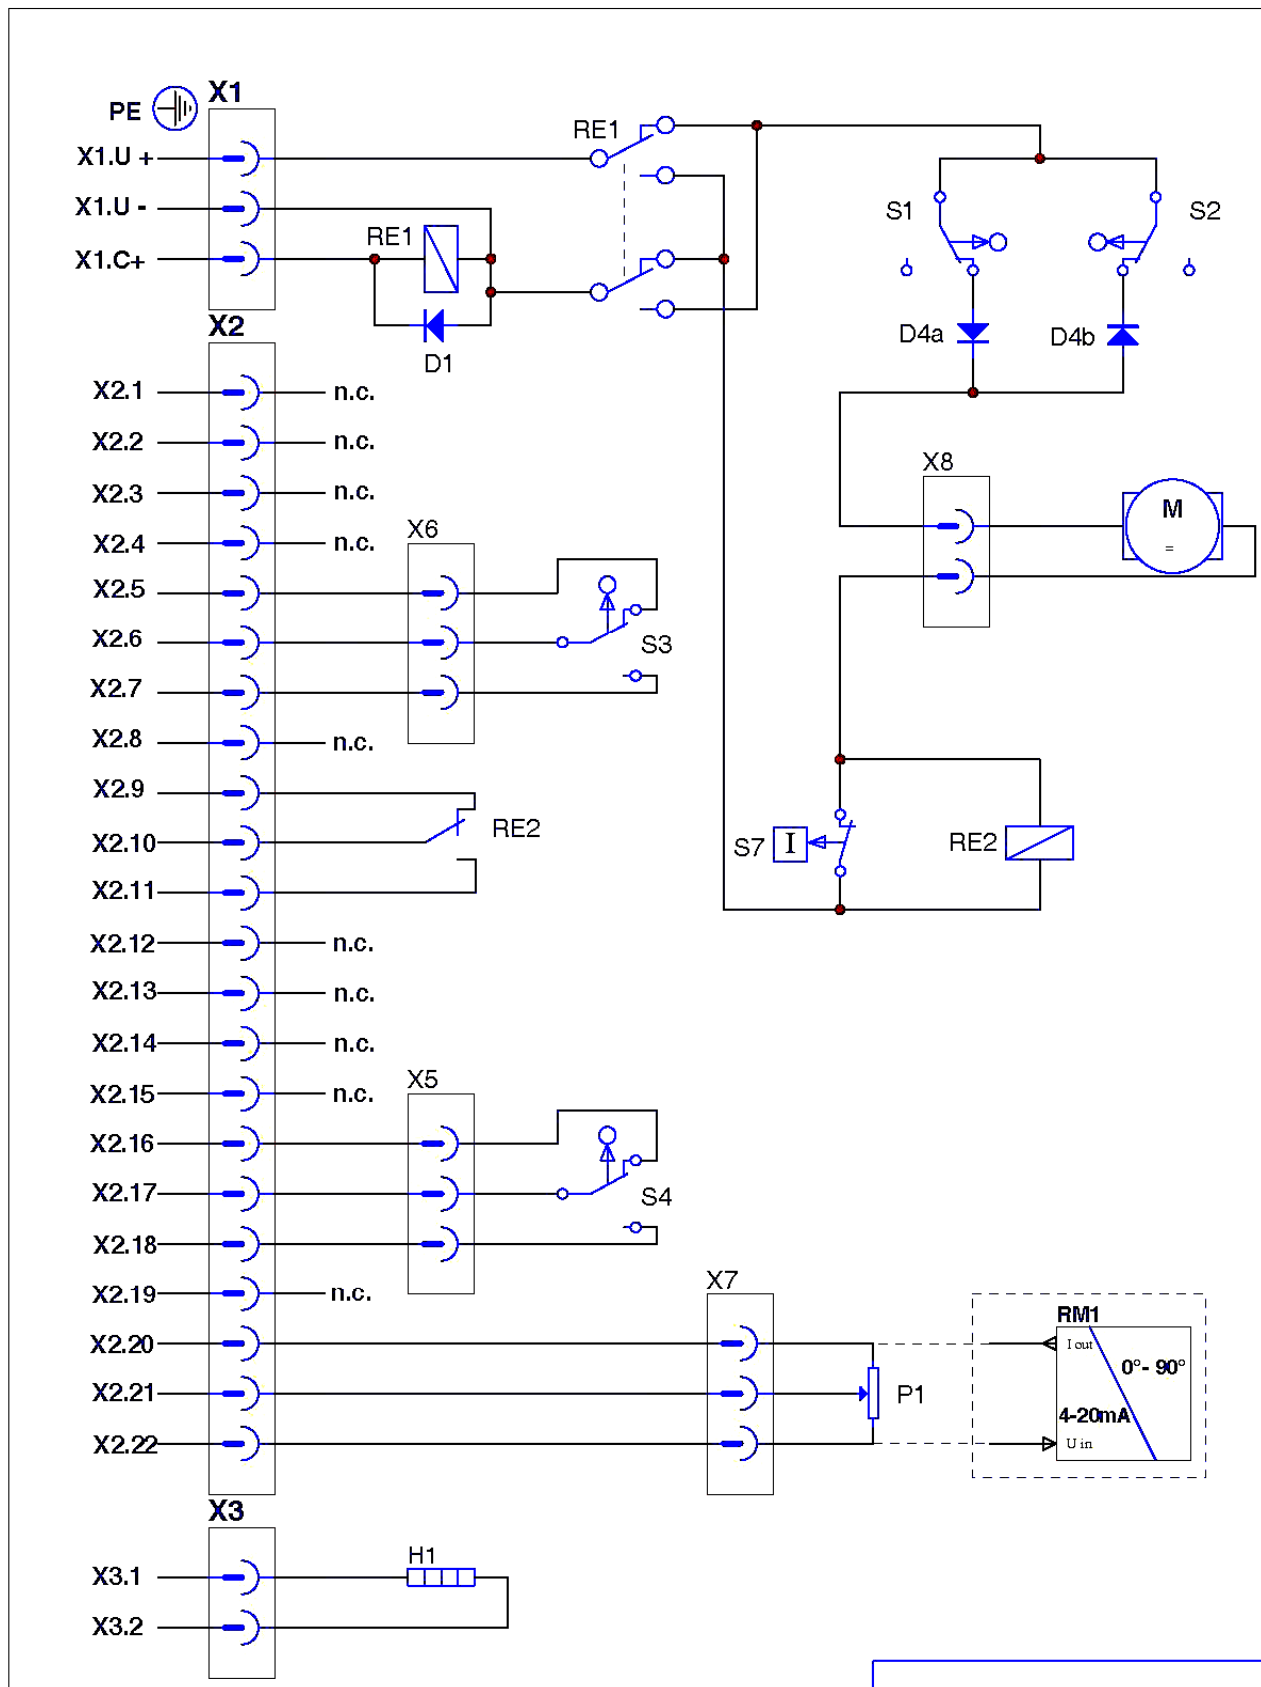 X1
PE
X1.U +
RE1
X1.U -
S1
S2
RE1
X1.C+
X2
D1
D4a
D4b
X2.1
n.c.
X2.2
n.c.
X2.3
n.c.
X8
M
=
X2.4
n.c.
X6
X2.5
X2.6
S3
X2.7
X2.8
n.c.
X2.9
RE2
X2.10
S7
I
RE2
X2.11
X2.12
n.c.
X2.13
n.c.
X2.14
n.c.
X2.15
n.c.
X5
X2.16
X2.17
S4
X2.18
X2.19
n.c.
X7
RM1
X2.20
I out
0°- 90°
X2.21
P1
4-20mA
X2.22
U in
X3
H1
X3.1
X3.2